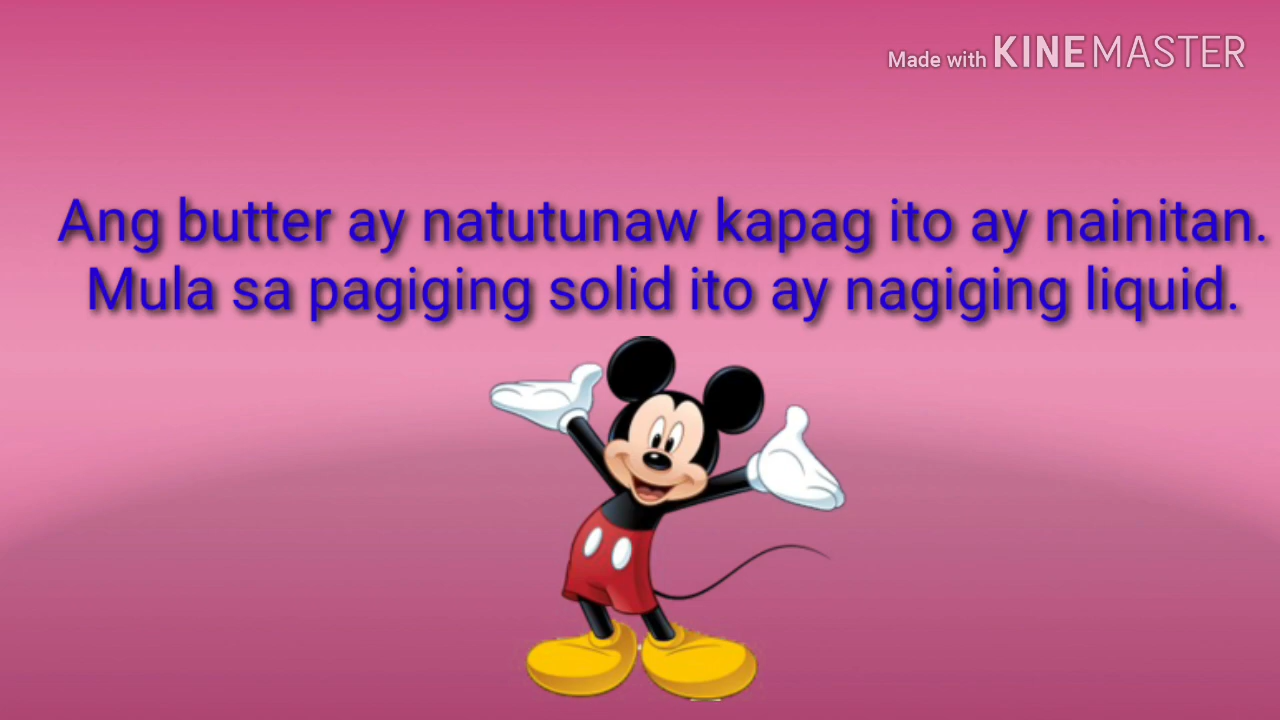 Made with KINEMASTER
Ang butter ay natutunaw kapag ito ay nainitan.
Mula sa pagiging solid ito ay nagiging liquid.